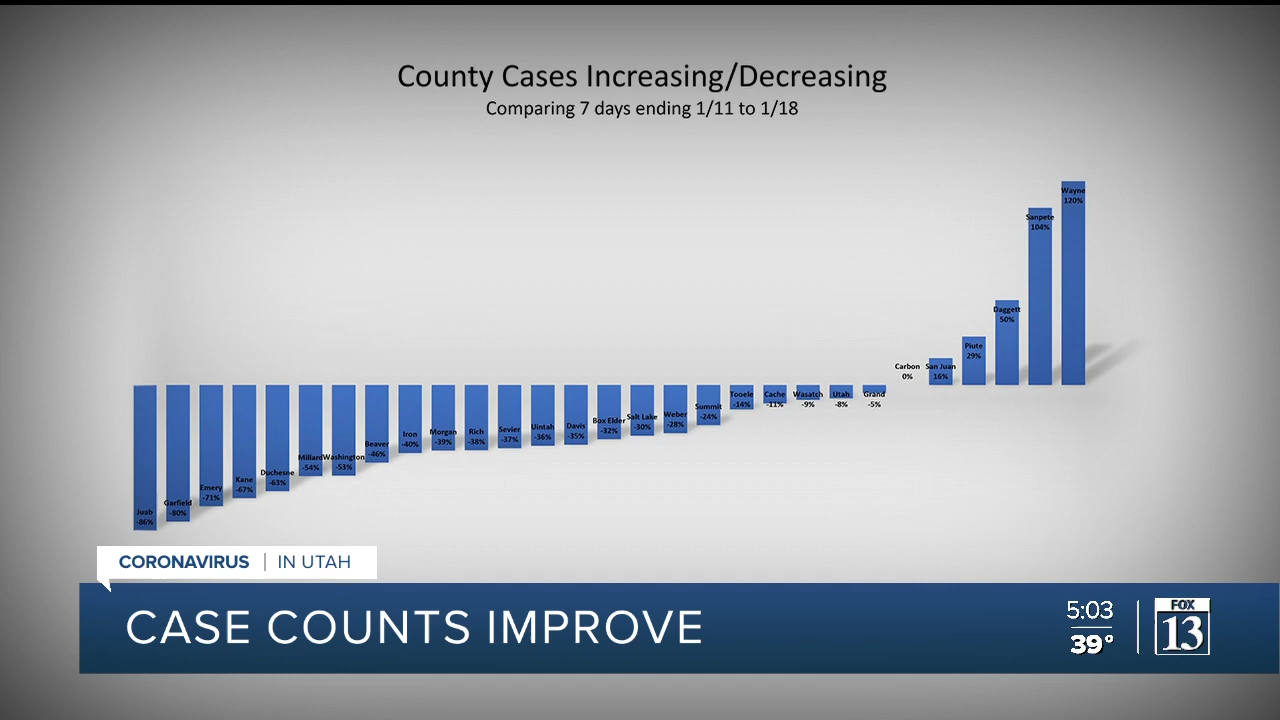 County Cases Increasing/Decreasing
Comparing 7 days ending 1/11 to 1/18
Wayne
120%
Sanpete
104%
Daggett
50%
Piute
29%
Carbon
0%
San Juan
16%
Juab
-86%
Garfield
-80%
Emery
-71%
Kane
-67%
Duchesne
-63%
Millard
-54%
Washington
-53%
Beaver
-46%
Iron
-40%
Morgan
-39%
Rich
-38%
Sevier
-37%
Uintah
-36%
Davis
-35%
Box Elder
-32%
Salt Lake
-30%
Weber
-28%
Summit
-24%
Tooele
-14%
Cache
-11%
Wasatch
-9%
Utah
-8%
Grand
-5%
CORONAVIRUS | IN UTAH
CASE COUNTS IMPROVE
5:03
39°
FOX
13